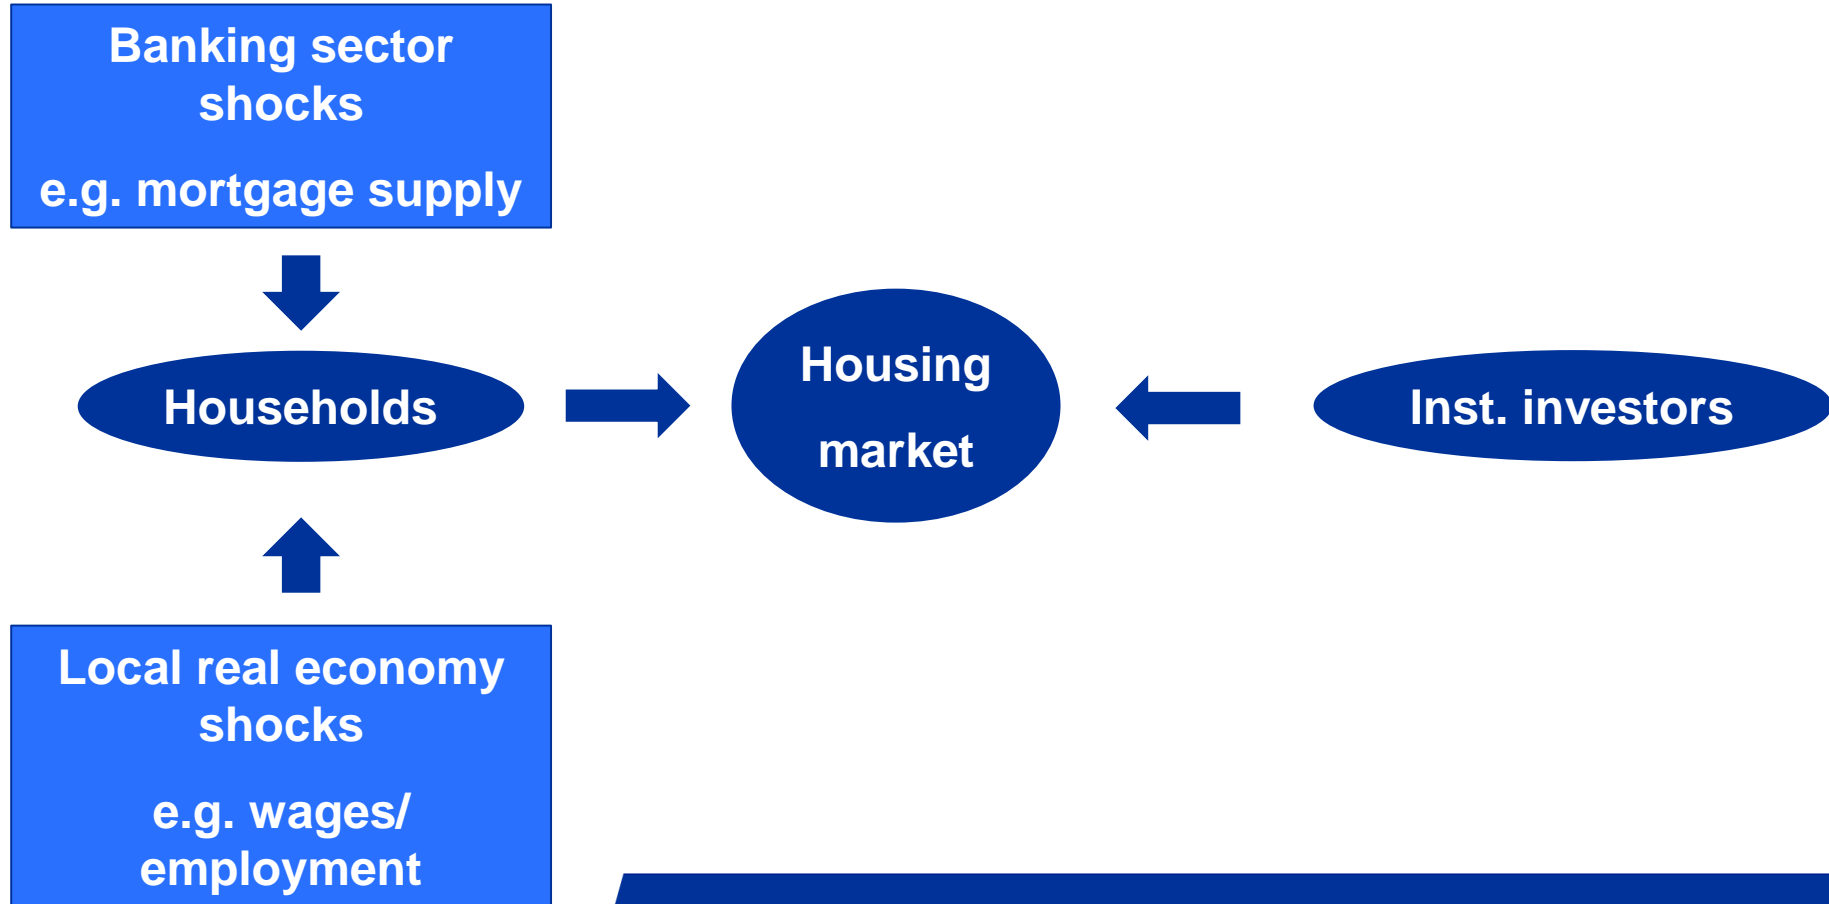 Banking sector
shocks
e.g. mortgage supply
Households
Housing
market
Inst. investors
Local real economy
shocks
e.g. wages/
employment